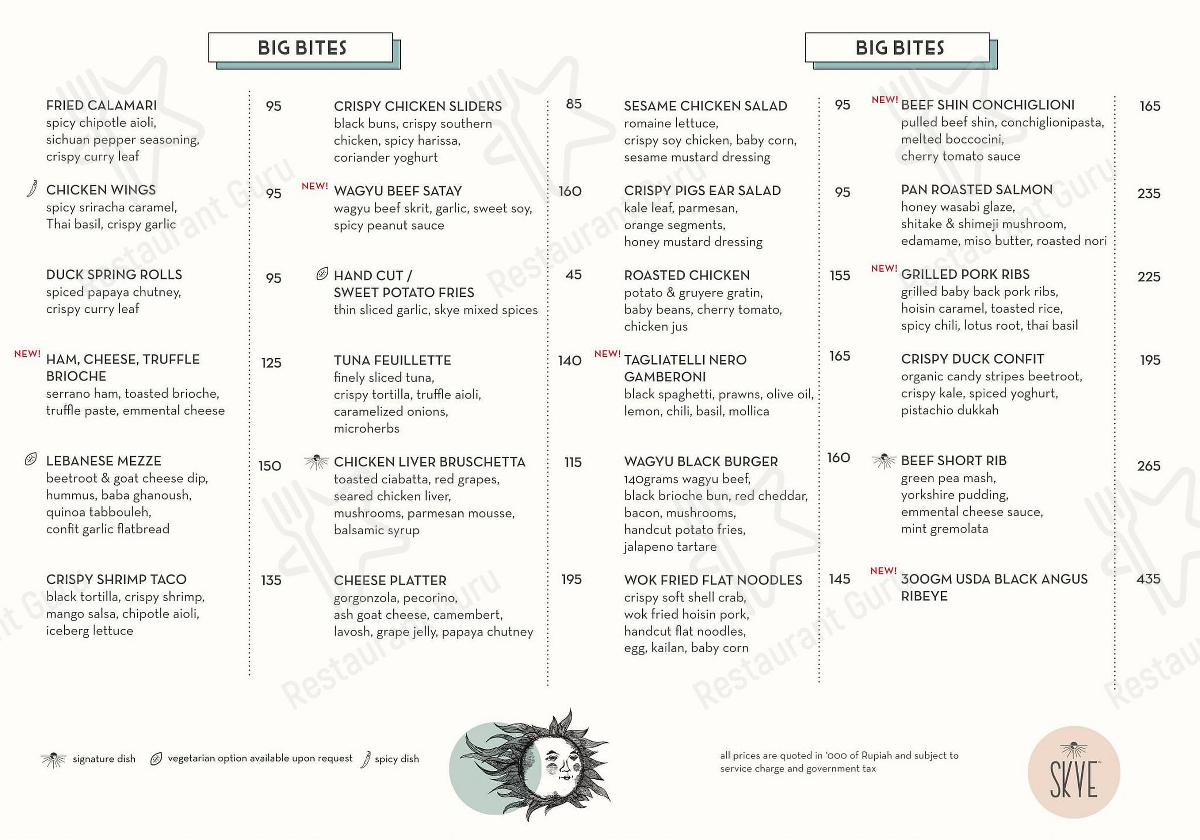 BIG BITES
FRIED CALAMARI 95
spicy chipotle aioli,
sichuan pepper seasoning,
crispy curry leaf
CHICKEN WINGS 95
spicy sriracha caramel,
Thai basil, crispy garlic
DUCK SPRING ROLLS 95
spiced papaya chutney,
crispy curry leaf
NEW! HAM, CHEESE, TRUFFLE 125
BRIOCHE
serrano ham, toasted brioche,
truffle paste, emmental cheese
LEBANESE MEZZE 150
beetroot & goat cheese dip,
hummus, baba ghanoush,
quinoa tabbouleh,
confit garlic flatbread
CRISPY SHRIMP TACO 135
black tortilla, crispy shrimp,
mango salsa, chipotle aioli,
iceberg lettuce
CRISPY CHICKEN SLIDERS 85
black buns, crispy southern
chicken, spicy harissa,
coriander yoghurt
NEW! WAGYU BEEF SATAY 160
wagyu beef skrit, garlic, sweet soy,
spicy peanut sauce
HAND CUT / 45
SWEET POTATO FRIES
thin sliced garlic, skye mixed spices
TUNA FEUILLETTE 140
finely sliced tuna,
crispy tortilla, truffle aioli,
caramelized onions,
microherbs
CHICKEN LIVER BRUSCHETTA 115
toasted ciabatta, red grapes,
seared chicken liver,
mushrooms, parmesan mousse,
balsamic syrup
CHEESE PLATTER 195
gorgonzola, pecorino,
ash goat cheese, camembert,
lavosh, grape jelly, papaya chutney
BIG BITES
SESAME CHICKEN SALAD 95
romaine lettuce,
crispy soy chicken, baby corn,
sesame mustard dressing
CRISPY PIGS EAR SALAD 95
kale leaf, parmesan,
orange segments,
honey mustard dressing
ROASTED CHICKEN 155
potato & gruyere gratin,
baby beans, cherry tomato,
chicken jus
NEW! TAGLIATELLI NERO 165
GAMBERONI
black spaghetti, prawns, olive oil,
lemon, chili, basil, mollica
WAGYU BLACK BURGER 160
140grams wagyu beef,
black brioche bun, red cheddar,
bacon, mushrooms,
handcut potato fries,
jalapeno tartare
WOK FRIED FLAT NOODLES 145
crispy soft shell crab,
wok fried hoisin pork,
handcut flat noodles,
egg, kailan, baby corn
NEW! BEEF SHIN CONCHIGLIONI 165
pulled beef shin, conchiglionipasta,
melted boccocini,
cherry tomato sauce
PAN ROASTED SALMON 235
honey wasabi glaze,
shitake & shimeji mushroom,
edamame, miso butter, roasted nori
NEW! GRILLED PORK RIBS 225
grilled baby back pork ribs,
hoisin caramel, toasted rice,
spicy chili, lotus root, thai basil
CRISPY DUCK CONFIT 195
organic candy stripes beetroot,
crispy kale, spiced yoghurt,
pistachio dukkah
BEEF SHORT RIB 265
green pea mash,
yorkshire pudding,
emmental cheese sauce,
mint gremolata
NEW! 300GM USDA BLACK ANGUS 435
RIBEYE
signature dish vegetarian option available upon request spicy dish
all prices are quoted in '000 of Rupiah and subject to
service charge and government tax
SKYE
Restaurant Guru
Restaurant Guru
Restaurant Guru
Restaurant Guru
Restaurant Guru